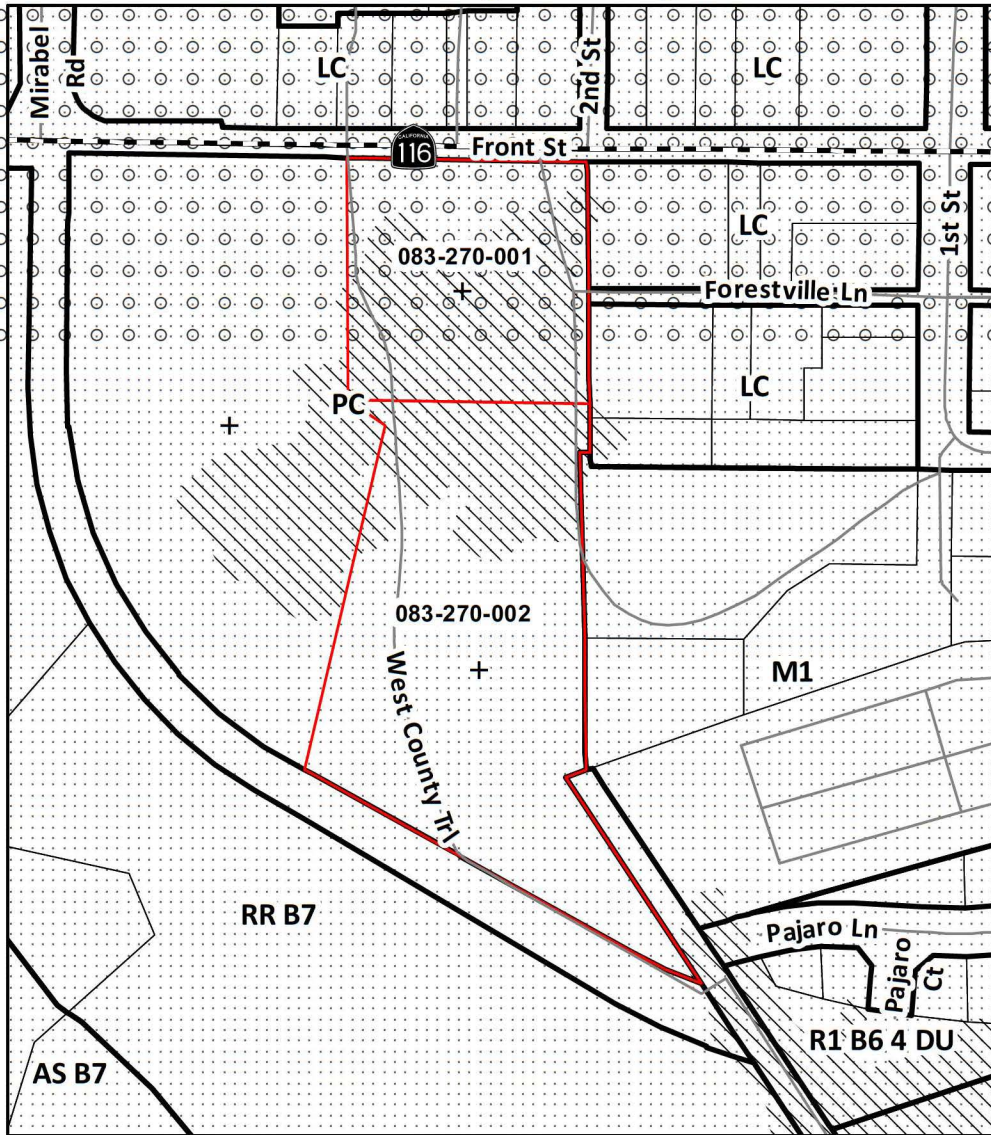 Mirabel
Rd
LC
2nd St
LC
CALIFORNIA
116
Front St
LC
1st St
083-270-001
Forestville Ln
PC
LC
083-270-002
West County Trl
M1
RR B7
Pajaro Ln
Pajaro
Ct
R1 B6 4 DU
AS B7